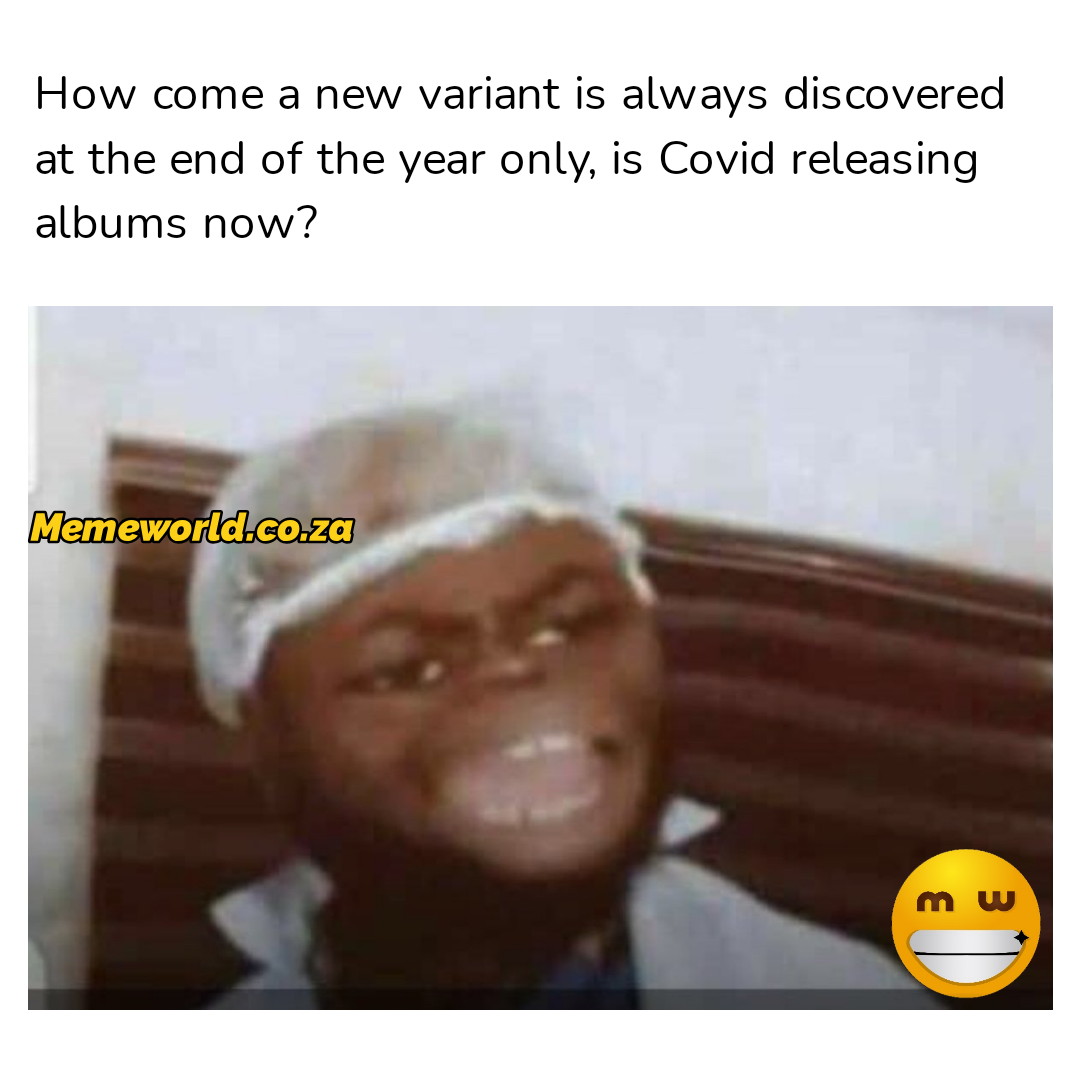 How come a new variant is always discovered
at the end of the year only, is Covid releasing
albums now?
Memeworld.co.za
m w